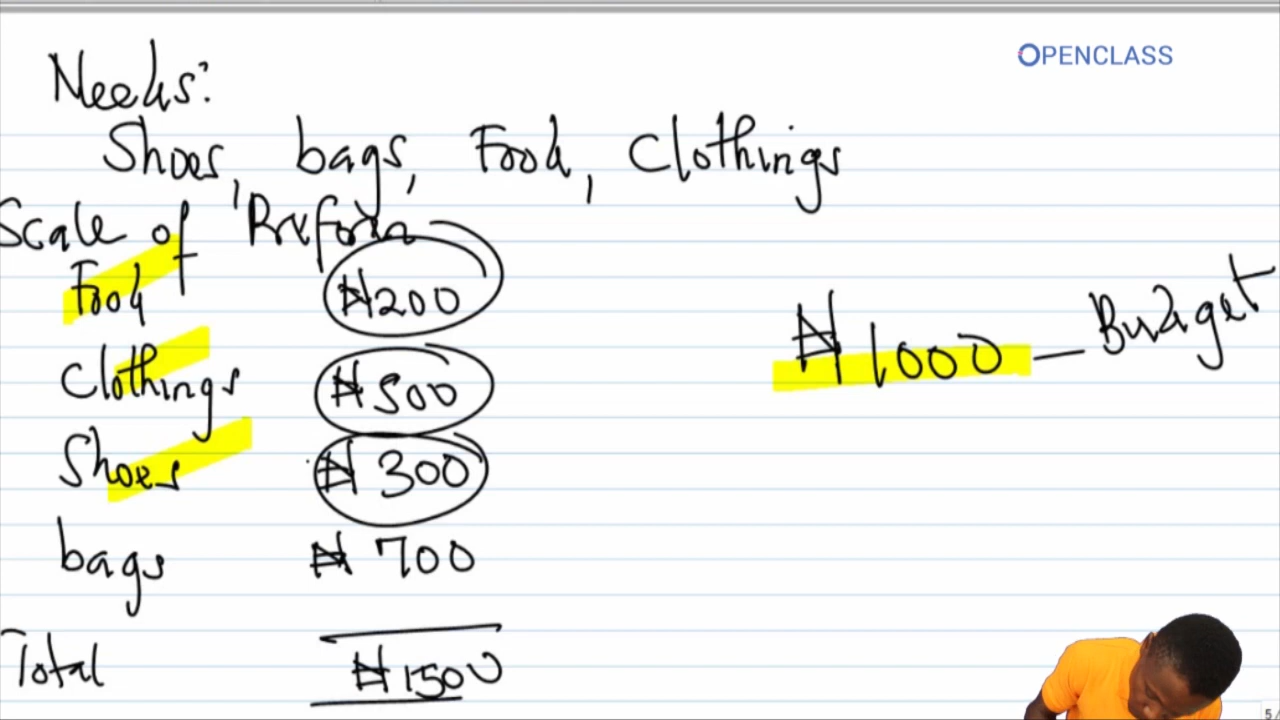 OPENCLASS
Needs:
Shoes, bags, Food, Clothings
Scale of
Food ₦200
Clothings ₦500
Shoes ₦300
bags ₦700
Total ₦1500
₦1000 — Budget
5/